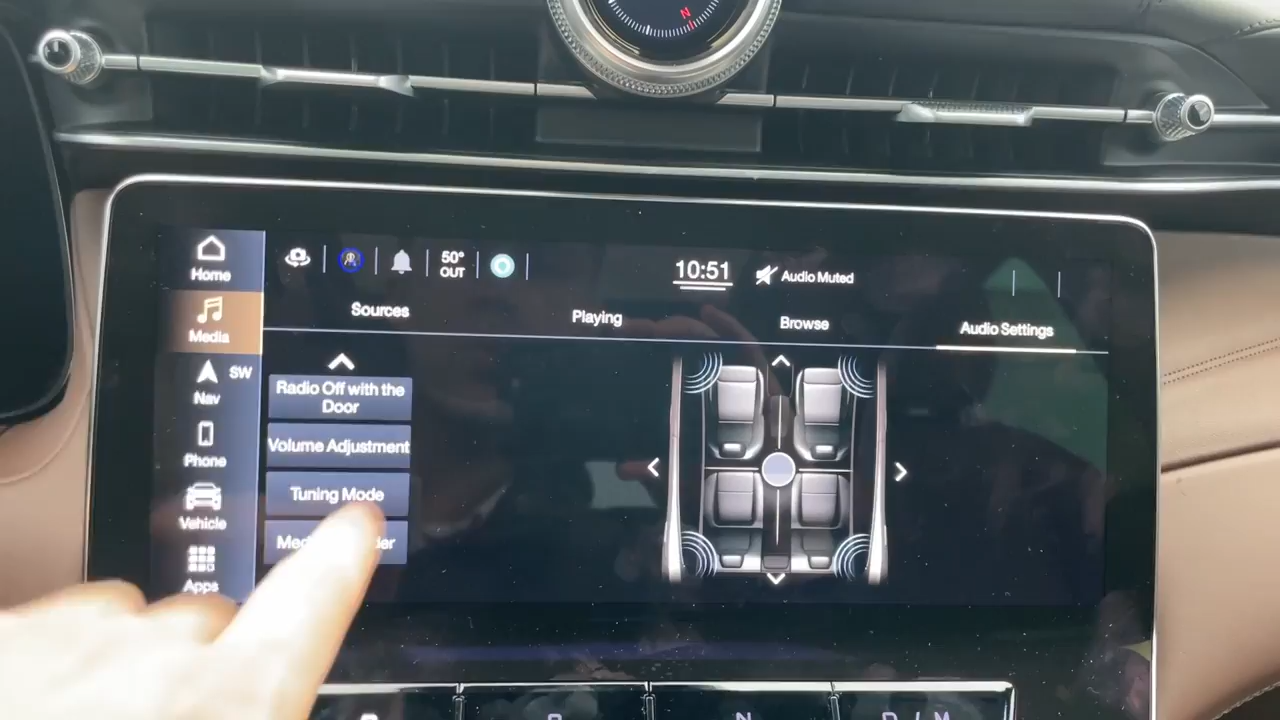 N
Home
50°
OUT
10:51
Audio Muted
Media
Sources
Playing
Browse
Audio Settings
Nav
SW
Radio Off with the
Door
Volume Adjustment
Phone
Tuning Mode
Vehicle
Apps